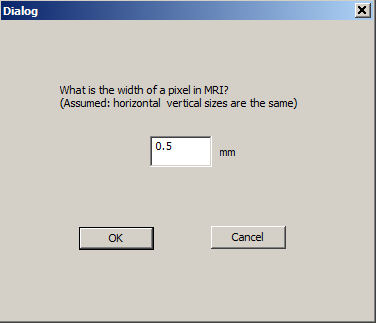 Dialog
What is the width of a pixel in MRI?
(Assumed: horizontal vertical sizes are the same)
0.5 mm
OK Cancel